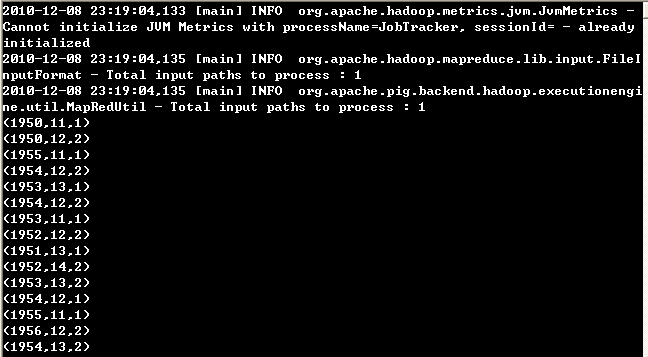 2010-12-08 23:19:04,133 [main] INFO  org.apache.hadoop.metrics.jvm.JvmMetrics -
Cannot initialize JVM Metrics with processName=JobTracker, sessionId= - already
initialized
2010-12-08 23:19:04,135 [main] INFO  org.apache.hadoop.mapreduce.lib.input.FileI
nputFormat - Total input paths to process : 1
2010-12-08 23:19:04,135 [main] INFO  org.apache.pig.backend.hadoop.executionengi
ne.util.MapRedUtil - Total input paths to process : 1
(1950,11,1)
(1950,12,2)
(1955,11,1)
(1954,12,2)
(1953,13,1)
(1954,12,2)
(1953,11,1)
(1952,12,2)
(1951,13,1)
(1952,14,2)
(1953,13,2)
(1954,12,1)
(1955,11,1)
(1956,12,2)
(1954,13,2)